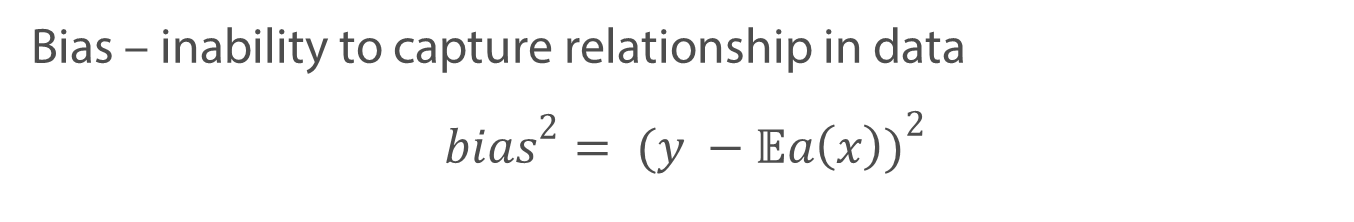 Bias – inability to capture relationship in data
bias² = (y − 𝔼a(x))²